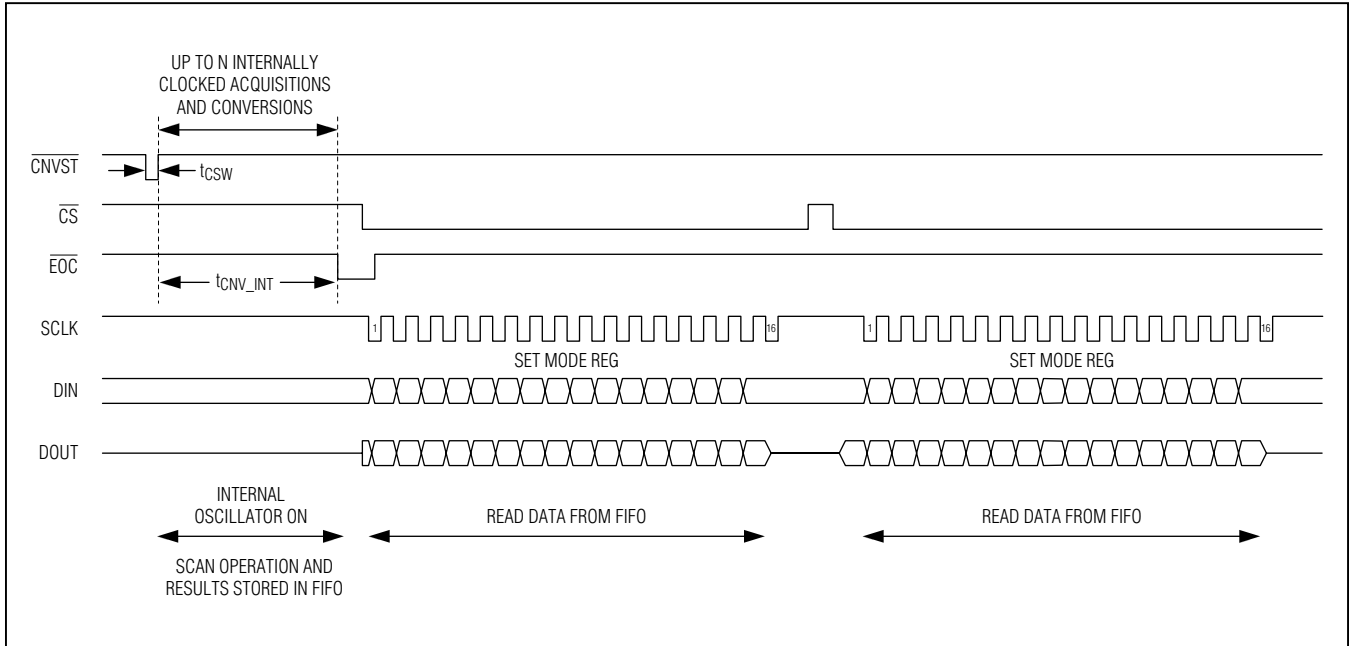 UP TO N INTERNALLY
CLOCKED ACQUISITIONS
AND CONVERSIONS
CNVST
tCSW
CS
EOC
tCNV_INT
SCLK
1
16
1
16
SET MODE REG
SET MODE REG
DIN
DOUT
INTERNAL
OSCILLATOR ON
READ DATA FROM FIFO
READ DATA FROM FIFO
SCAN OPERATION AND
RESULTS STORED IN FIFO